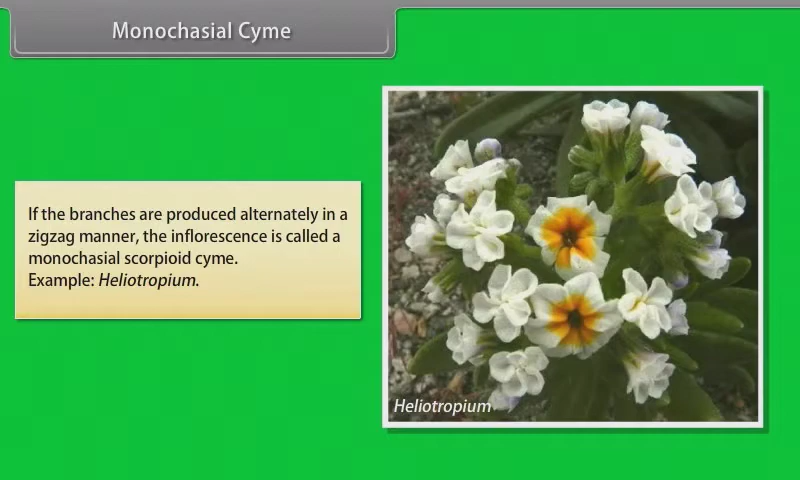 Monochasial Cyme
If the branches are produced alternately in a
zigzag manner, the inflorescence is called a
monochasial scorpioid cyme.
Example: Heliotropium.
Heliotropium